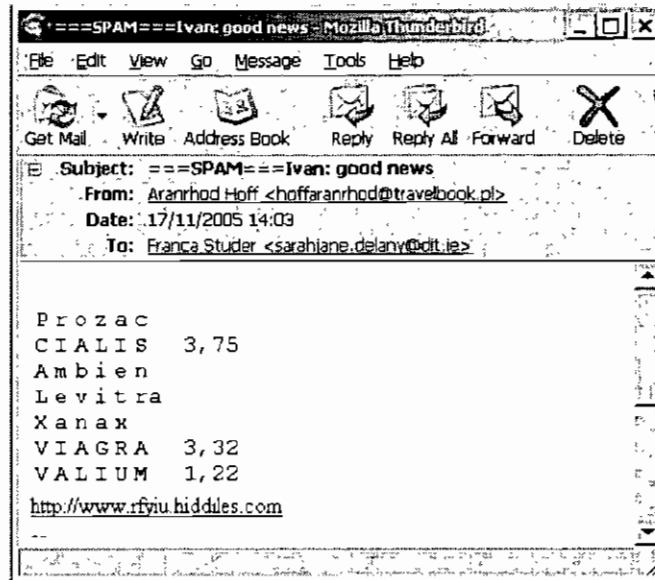 ===SPAM===Ivan: good news - Mozilla Thunderbird
File Edit View Go Message Tools Help
Get Mail Write Address Book Reply Reply All Forward Delete
Subject: ===SPAM===Ivan: good news
From: Aranrhod Hoff <hoffaranrhod@travelbook.pl>
Date: 17/11/2005 14:03
To: Franca Studer <sarahjane.delany@dit.ie>
Prozac
CIALIS 3,75
Ambien
Levitra
Xanax
VIAGRA 3,32
VALIUM 1,22
http://www.rfyiu.hiddiles.com
--